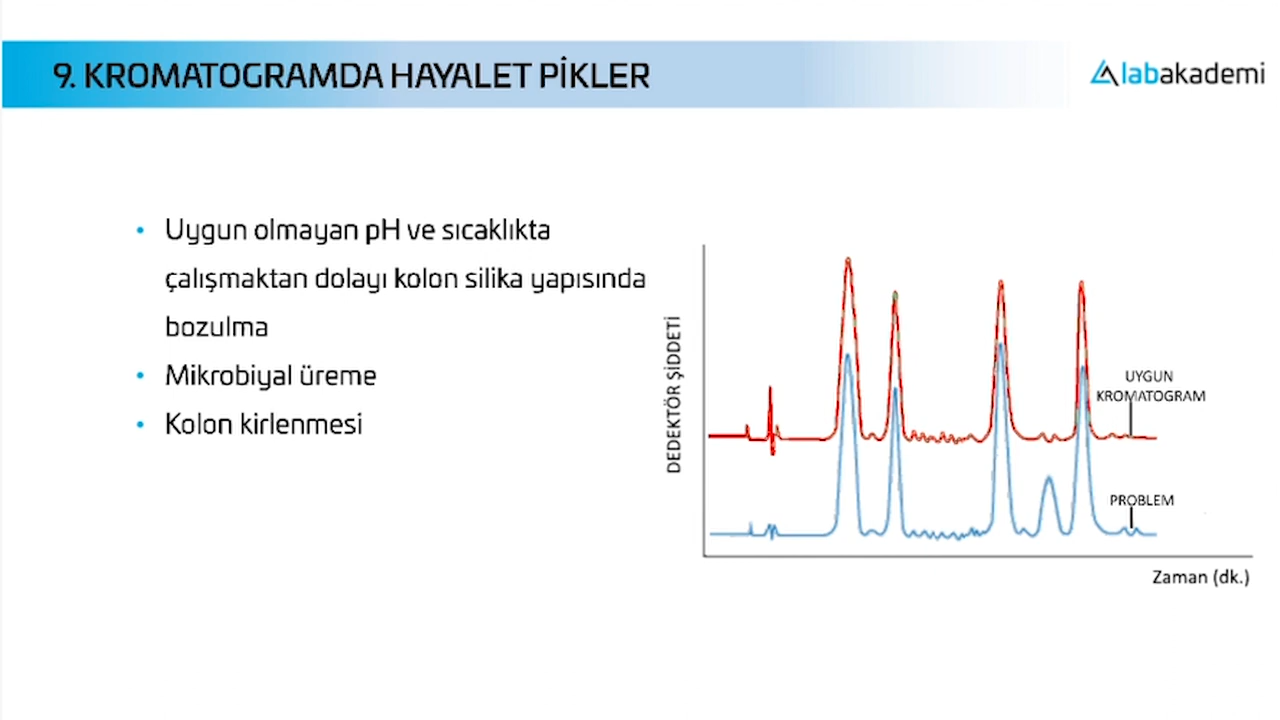 9. KROMATOGRAMDA HAYALET PİKLER
labakademi
• Uygun olmayan pH ve sıcaklıkta
çalışmaktan dolayı kolon silika yapısında
bozulma
• Mikrobiyal üreme
• Kolon kirlenmesi
DEDEKTÖR ŞİDDETİ
UYGUN
KROMATOGRAM
PROBLEM
Zaman (dk.)